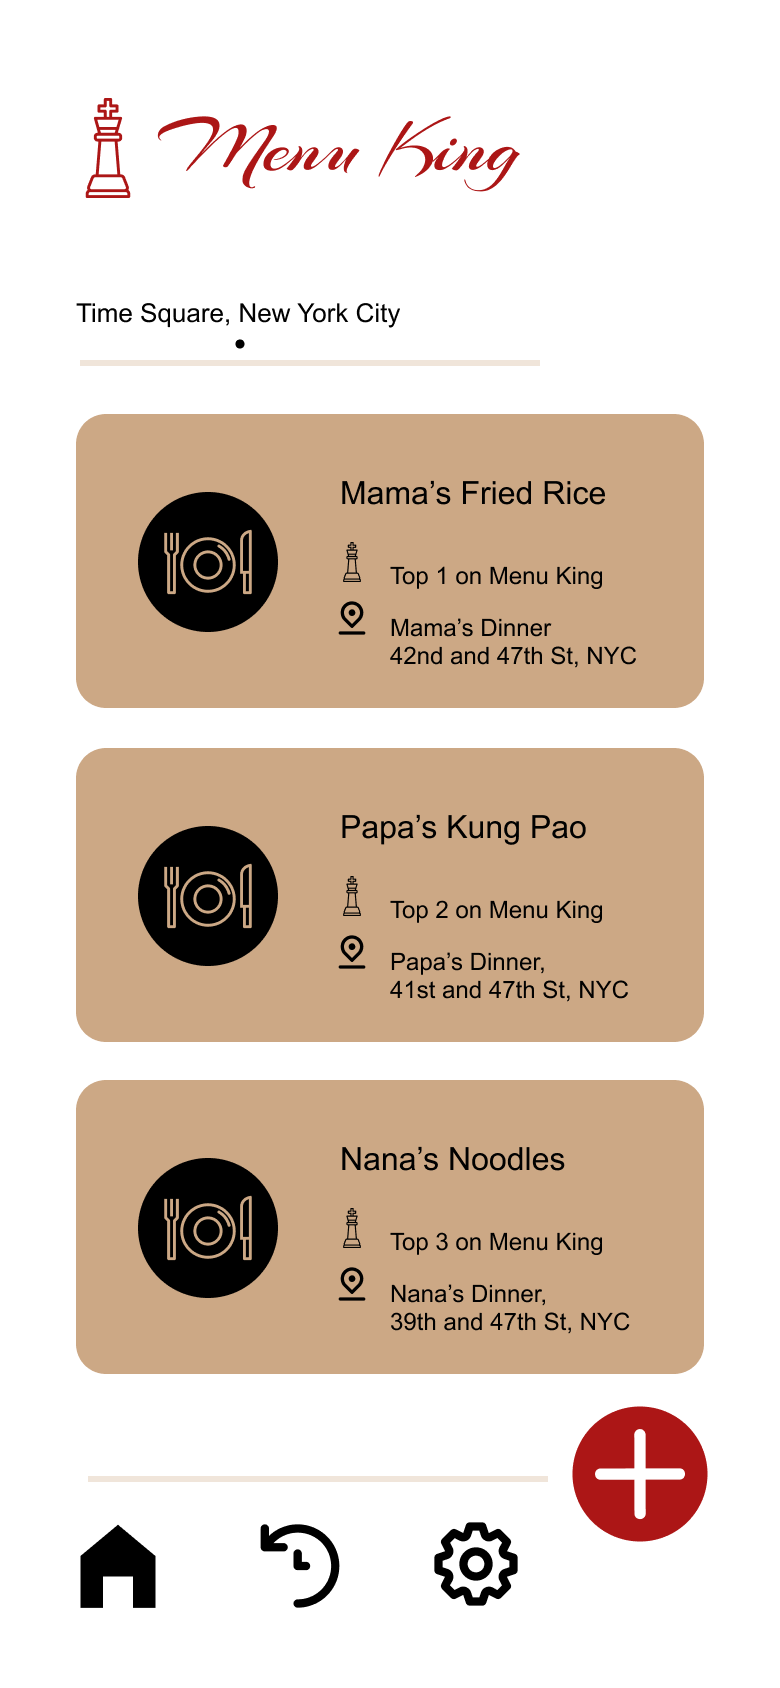 Menu King
Time Square, New York City
Mama’s Fried Rice
Top 1 on Menu King
Mama’s Dinner
42nd and 47th St, NYC
Papa’s Kung Pao
Top 2 on Menu King
Papa’s Dinner,
41st and 47th St, NYC
Nana’s Noodles
Top 3 on Menu King
Nana’s Dinner,
39th and 47th St, NYC